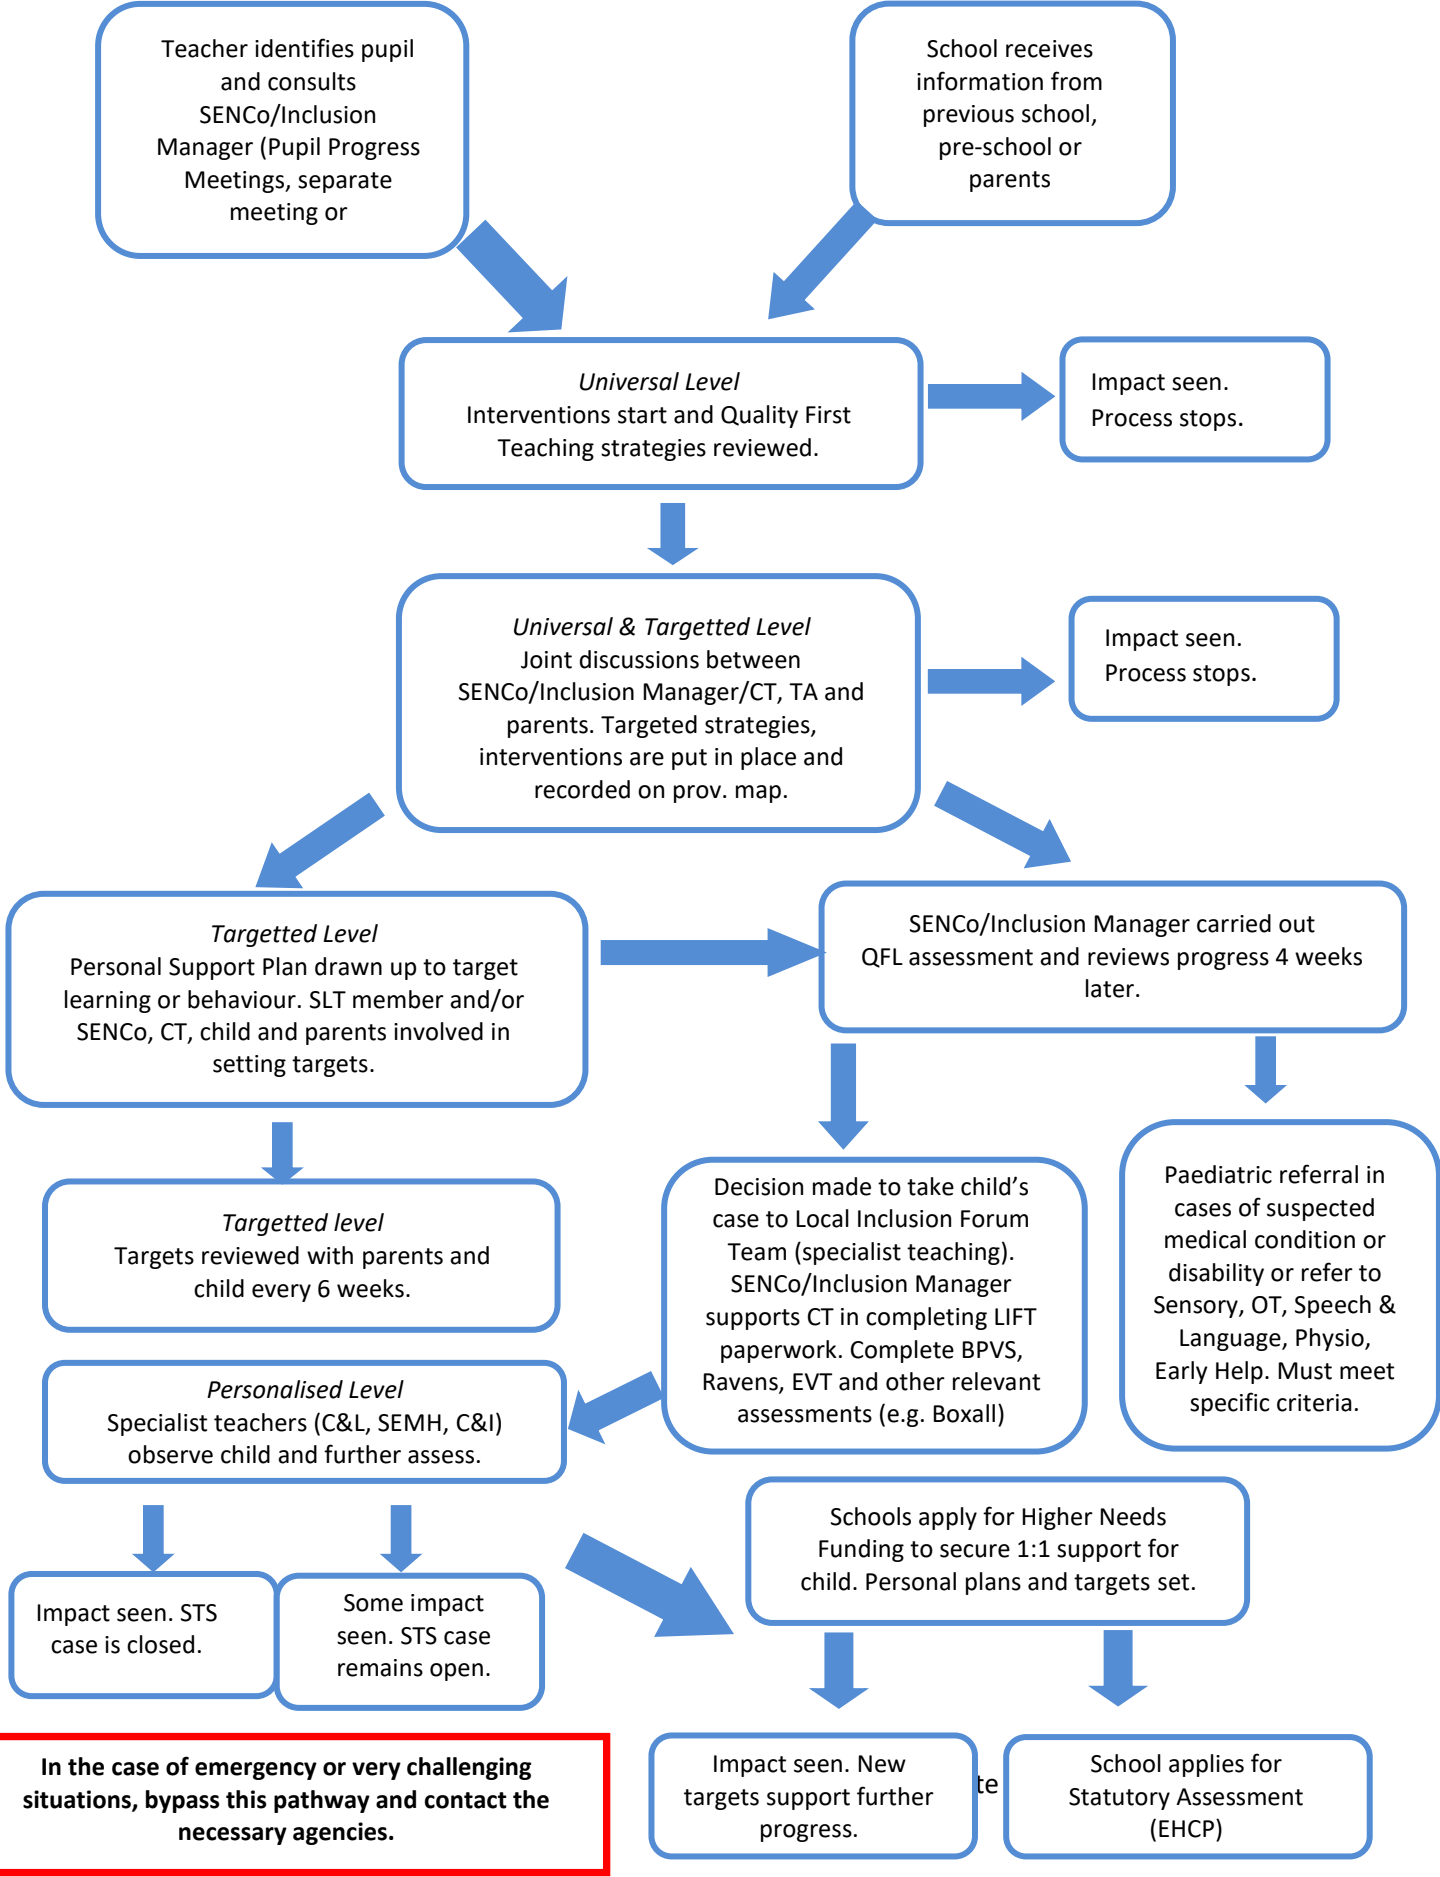 Teacher identifies pupil
and consults
SENCo/Inclusion
Manager (Pupil Progress
Meetings, separate
meeting or
School receives
information from
previous school,
pre-school or
parents
Universal Level
Interventions start and Quality First
Teaching strategies reviewed.
Impact seen.
Process stops.
Universal & Targetted Level
Joint discussions between
SENCo/Inclusion Manager/CT, TA and
parents. Targeted strategies,
interventions are put in place and
recorded on prov. map.
Impact seen.
Process stops.
Targetted Level
Personal Support Plan drawn up to target
learning or behaviour. SLT member and/or
SENCo, CT, child and parents involved in
setting targets.
SENCo/Inclusion Manager carried out
QFL assessment and reviews progress 4 weeks
later.
Targetted level
Targets reviewed with parents and
child every 6 weeks.
Decision made to take child’s
case to Local Inclusion Forum
Team (specialist teaching).
SENCo/Inclusion Manager
supports CT in completing LIFT
paperwork. Complete BPVS,
Ravens, EVT and other relevant
assessments (e.g. Boxall)
Paediatric referral in
cases of suspected
medical condition or
disability or refer to
Sensory, OT, Speech &
Language, Physio,
Early Help. Must meet
specific criteria.
Personalised Level
Specialist teachers (C&L, SEMH, C&I)
observe child and further assess.
Schools apply for Higher Needs
Funding to secure 1:1 support for
child. Personal plans and targets set.
Impact seen. STS
case is closed.
Some impact
seen. STS case
remains open.
In the case of emergency or very challenging
situations, bypass this pathway and contact the
necessary agencies.
Impact seen. New
targets support further
progress.
te
School applies for
Statutory Assessment
(EHCP)